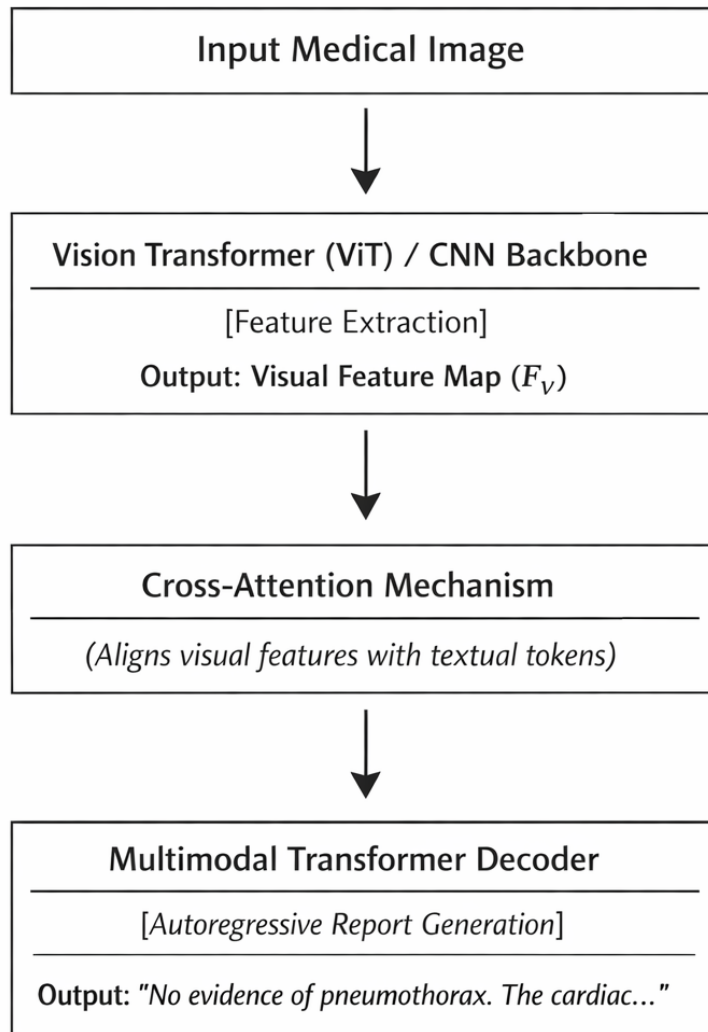 Input Medical Image
Vision Transformer (ViT) / CNN Backbone
[Feature Extraction]
Output: Visual Feature Map (Fᵥ)
Cross-Attention Mechanism
(Aligns visual features with textual tokens)
Multimodal Transformer Decoder
[Autoregressive Report Generation]
Output: "No evidence of pneumothorax. The cardiac..."